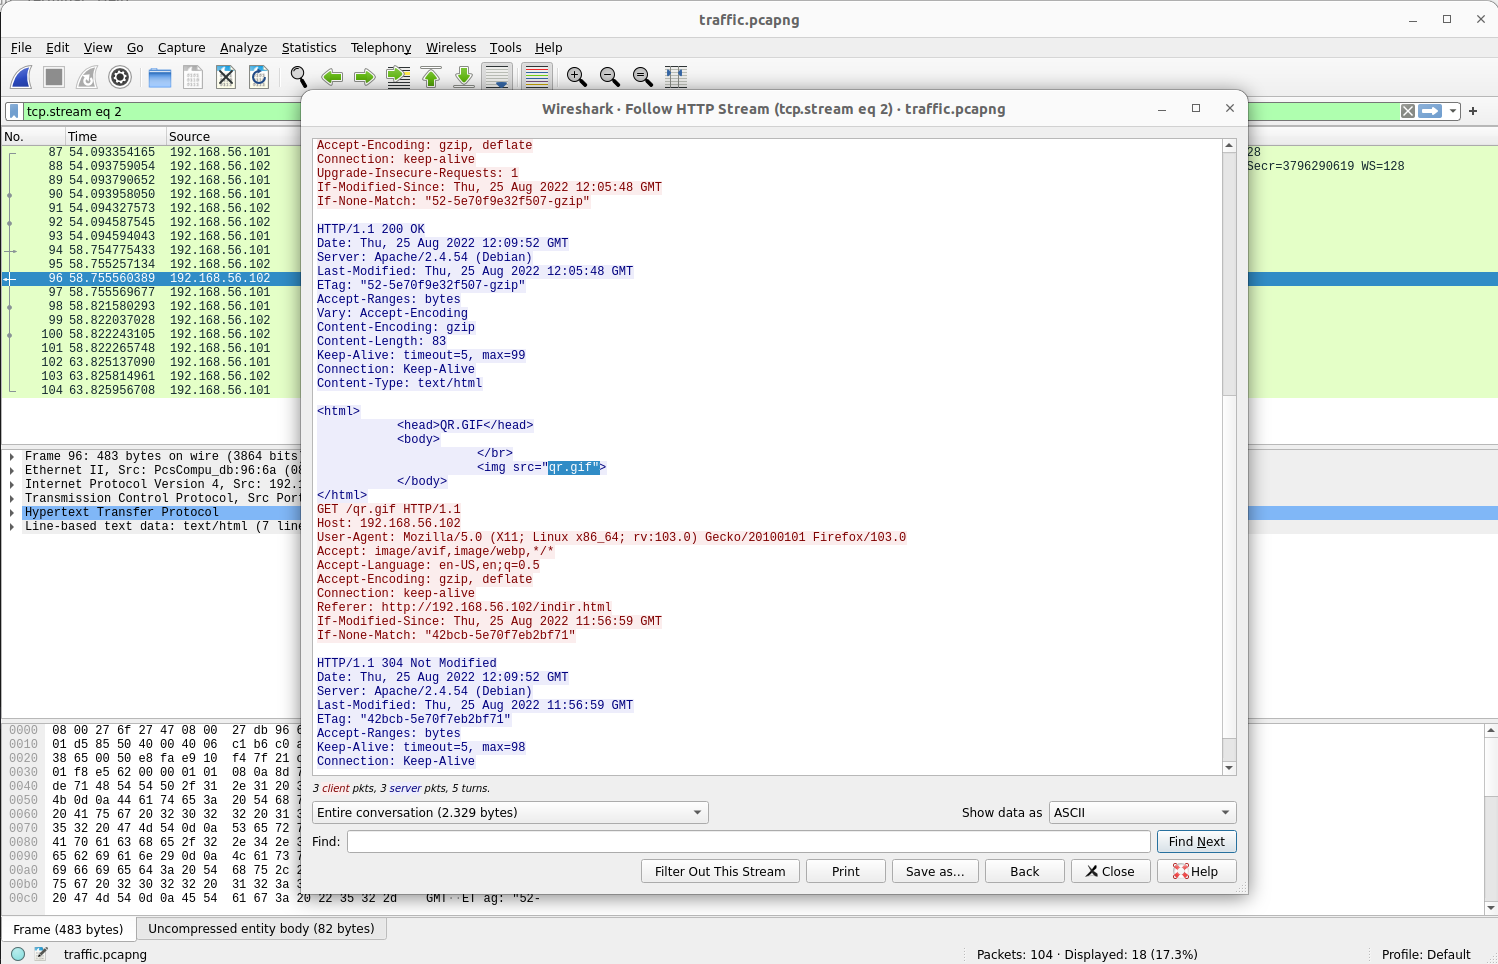 traffic.pcapng
File Edit View Go Capture Analyze Statistics Telephony Wireless Tools Help
tcp.stream eq 2
No. Time Source
87 54.093354165 192.168.56.101
88 54.093759054 192.168.56.102
89 54.093790652 192.168.56.101
90 54.093958050 192.168.56.101
91 54.094327573 192.168.56.102
92 54.094587545 192.168.56.102
93 54.094594043 192.168.56.101
94 58.754775433 192.168.56.101
95 58.755257134 192.168.56.102
96 58.755560389 192.168.56.102
97 58.755569677 192.168.56.101
98 58.821580293 192.168.56.101
99 58.822037028 192.168.56.102
100 58.822243105 192.168.56.102
101 58.822265748 192.168.56.101
102 63.825137090 192.168.56.101
103 63.825814961 192.168.56.102
104 63.825956708 192.168.56.101
28
Secr=3796290619 WS=128
Frame 96: 483 bytes on wire (3864 bits
Ethernet II, Src: PcsCompu_db:96:6a (08
Internet Protocol Version 4, Src: 192.1
Transmission Control Protocol, Src Port
Hypertext Transfer Protocol
Line-based text data: text/html (7 line
0000 08 00 27 6f 27 47 08 00 27 db 96 6
0010 01 d5 85 50 40 00 40 06 c1 b6 c0 a
0020 38 65 00 50 e8 fa e9 10 f4 7f 21 c
0030 01 f8 e5 62 00 00 01 01 08 0a 8d 7
0040 de 71 48 54 54 50 2f 31 2e 31 20 3
0050 4b 0d 0a 44 61 74 65 3a 20 54 68 7
0060 20 41 75 67 20 32 30 32 32 20 31 3
0070 35 32 20 47 4d 54 0d 0a 53 65 72 7
0080 41 70 61 63 68 65 2f 32 2e 34 2e 3
0090 65 62 69 61 6e 29 0d 0a 4c 61 73 7
00a0 69 66 69 65 64 3a 20 54 68 75 2c 2
00b0 75 67 20 32 30 32 32 20 31 32 3a 3
00c0 20 47 4d 54 0d 0a 45 54 61 67 3a 20 22 35 32 2d GMT··ET ag: "52-
Wireshark · Follow HTTP Stream (tcp.stream eq 2) · traffic.pcapng
Accept-Encoding: gzip, deflate
Connection: keep-alive
Upgrade-Insecure-Requests: 1
If-Modified-Since: Thu, 25 Aug 2022 12:05:48 GMT
If-None-Match: "52-5e70f9e32f507-gzip"
HTTP/1.1 200 OK
Date: Thu, 25 Aug 2022 12:09:52 GMT
Server: Apache/2.4.54 (Debian)
Last-Modified: Thu, 25 Aug 2022 12:05:48 GMT
ETag: "52-5e70f9e32f507-gzip"
Accept-Ranges: bytes
Vary: Accept-Encoding
Content-Encoding: gzip
Content-Length: 83
Keep-Alive: timeout=5, max=99
Connection: Keep-Alive
Content-Type: text/html
<html>
<head>QR.GIF</head>
<body>
</br>
<img src="qr.gif">
</body>
</html>
GET /qr.gif HTTP/1.1
Host: 192.168.56.102
User-Agent: Mozilla/5.0 (X11; Linux x86_64; rv:103.0) Gecko/20100101 Firefox/103.0
Accept: image/avif,image/webp,*/*
Accept-Language: en-US,en;q=0.5
Accept-Encoding: gzip, deflate
Connection: keep-alive
Referer: http://192.168.56.102/indir.html
If-Modified-Since: Thu, 25 Aug 2022 11:56:59 GMT
If-None-Match: "42bcb-5e70f7eb2bf71"
HTTP/1.1 304 Not Modified
Date: Thu, 25 Aug 2022 12:09:52 GMT
Server: Apache/2.4.54 (Debian)
Last-Modified: Thu, 25 Aug 2022 11:56:59 GMT
ETag: "42bcb-5e70f7eb2bf71"
Accept-Ranges: bytes
Keep-Alive: timeout=5, max=98
Connection: Keep-Alive
3 client pkts, 3 server pkts, 5 turns.
Entire conversation (2.329 bytes) Show data as ASCII
Find: Find Next
Filter Out This Stream Print Save as... Back Close Help
Frame (483 bytes) Uncompressed entity body (82 bytes)
traffic.pcapng Packets: 104 · Displayed: 18 (17.3%) Profile: Default